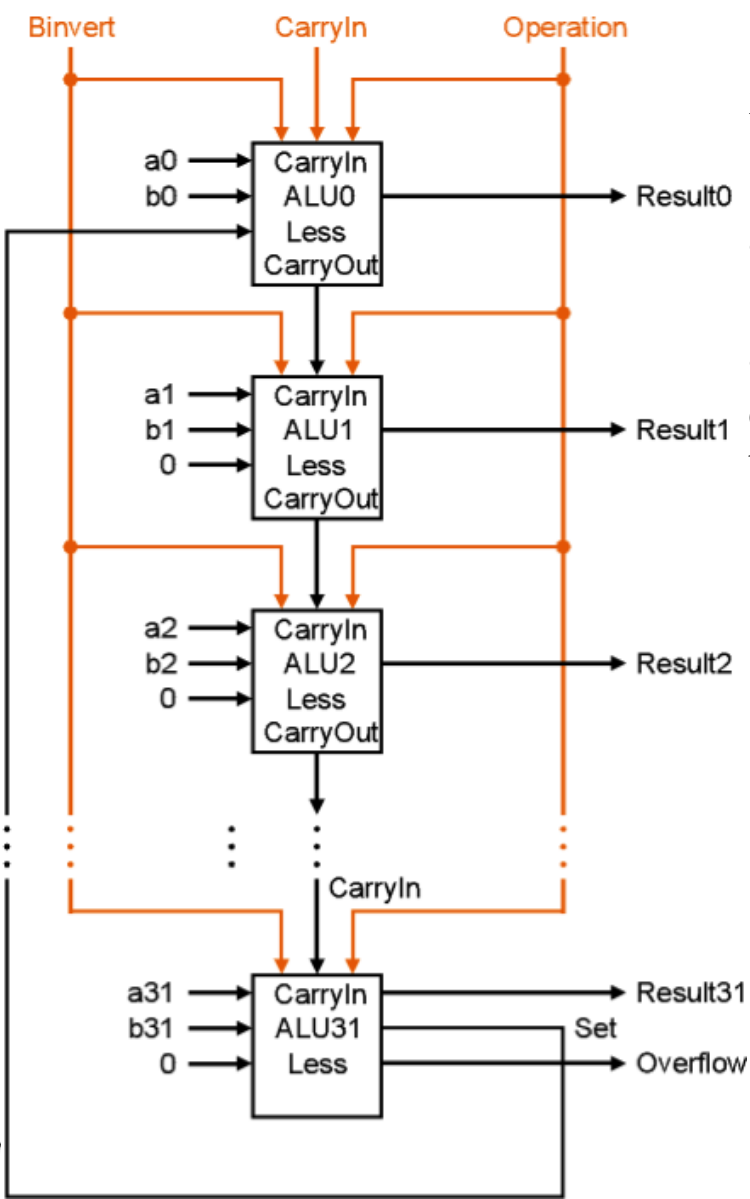 Binvert CarryIn Operation
a0 CarryIn
b0 ALU0 Result0
Less
CarryOut
a1 CarryIn
b1 ALU1 Result1
0 Less
CarryOut
a2 CarryIn
b2 ALU2 Result2
0 Less
CarryOut
CarryIn
a31 CarryIn Result31
b31 ALU31 Set
0 Less Overflow